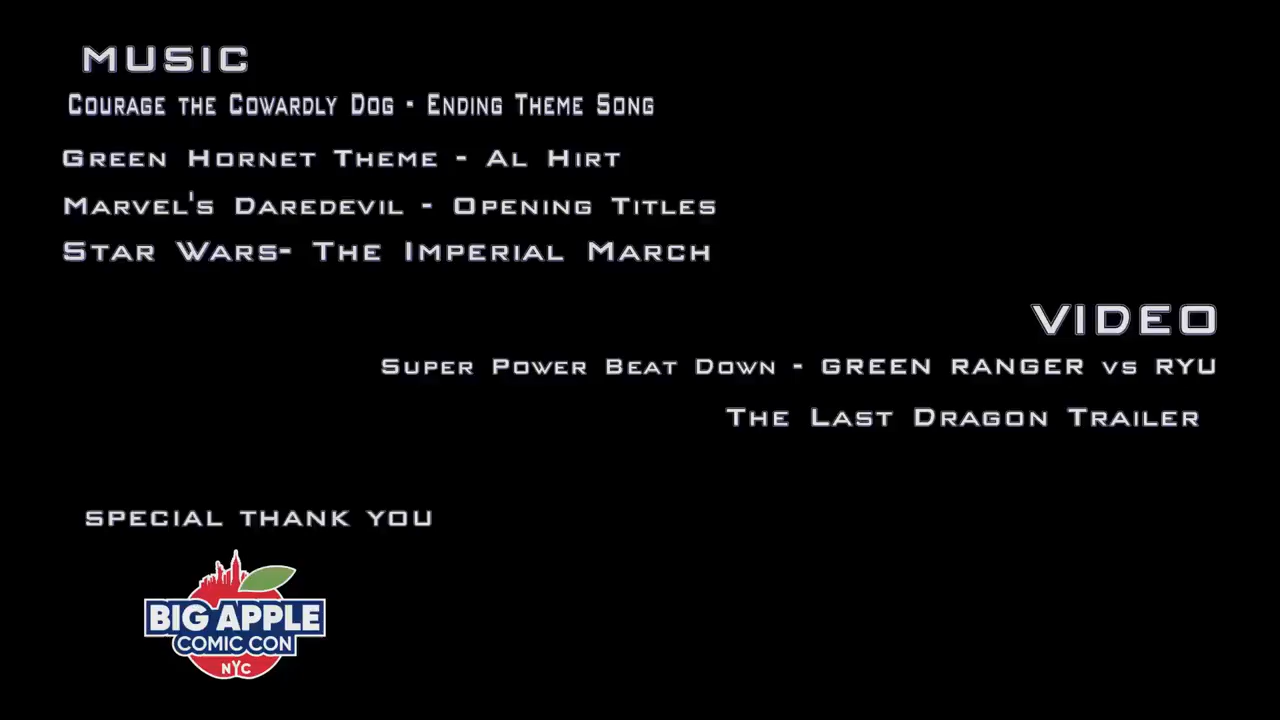 MUSIC
Courage the Cowardly Dog - Ending Theme Song
Green Hornet Theme - Al Hirt
Marvel's Daredevil - Opening Titles
Star Wars- The Imperial March
VIDEO
Super Power Beat Down - GREEN RANGER vs RYU
The Last Dragon Trailer
SPECIAL THANK YOU
BIG APPLE
COMIC CON
NYC